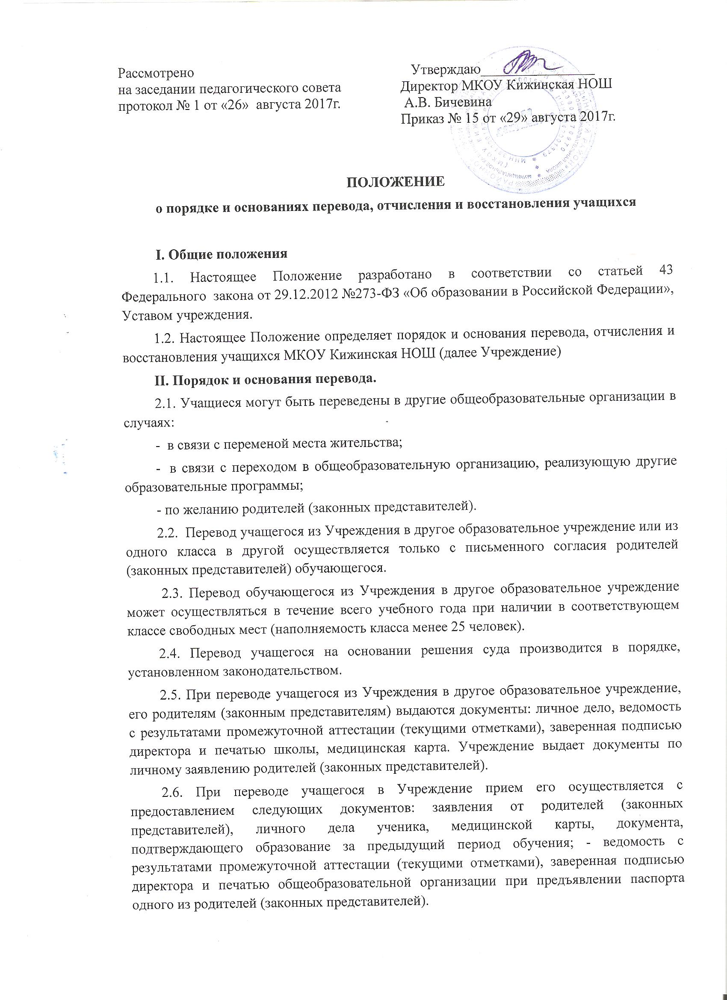 Рассмотрено
на заседании педагогического совета
протокол № 1 от «26»  августа 2017г.
Утверждаю
Директор МКОУ Кижинская НОШ
А.В. Бичевина
Приказ № 15 от «29» августа 2017г.
ПОЛОЖЕНИЕ
о порядке и основаниях перевода, отчисления и восстановления учащихся
I. Общие положения
1.1. Настоящее Положение разработано в соответствии со статьей 43
Федерального  закона от 29.12.2012 №273-ФЗ «Об образовании в Российской Федерации»,
Уставом учреждения.
1.2. Настоящее Положение определяет порядок и основания перевода, отчисления и
восстановления учащихся МКОУ Кижинская НОШ (далее Учреждение)
II. Порядок и основания перевода.
2.1. Учащиеся могут быть переведены в другие общеобразовательные организации в
случаях:
-  в связи с переменой места жительства;
-  в связи с переходом в общеобразовательную организацию, реализующую другие
образовательные программы;
- по желанию родителей (законных представителей).
2.2.  Перевод учащегося из Учреждения в другое образовательное учреждение или из
одного класса в другой осуществляется только с письменного согласия родителей
(законных представителей) обучающегося.
2.3. Перевод обучающегося из Учреждения в другое образовательное учреждение
может осуществляться в течение всего учебного года при наличии в соответствующем
классе свободных мест (наполняемость класса менее 25 человек).
2.4. Перевод учащегося на основании решения суда производится в порядке,
установленном законодательством.
2.5. При переводе учащегося из Учреждения в другое образовательное учреждение,
его родителям (законным представителям) выдаются документы: личное дело, ведомость
с результатами промежуточной аттестации (текущими отметками), заверенная подписью
директора и печатью школы, медицинская карта. Учреждение выдает документы по
личному заявлению родителей (законных представителей).
2.6. При переводе учащегося в Учреждение прием его осуществляется с
предоставлением следующих документов: заявления от родителей (законных
представителей), личного дела ученика, медицинской карты, документа,
подтверждающего образование за предыдущий период обучения; - ведомость с
результатами промежуточной аттестации (текущими отметками), заверенная подписью
директора и печатью общеобразовательной организации при предъявлении паспорта
одного из родителей (законных представителей).